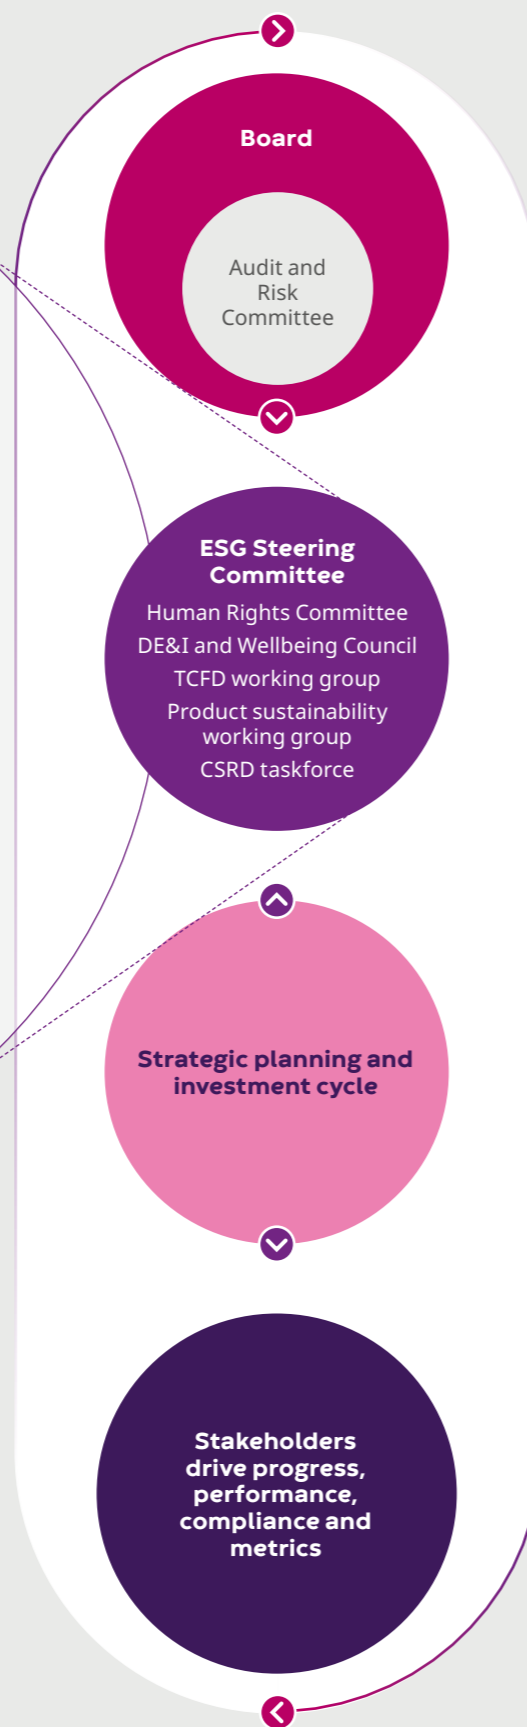 Board
Audit and
Risk
Committee
ESG Steering
Committee
Human Rights Committee
DE&I and Wellbeing Council
TCFD working group
Product sustainability
working group
CSRD taskforce
Strategic planning and
investment cycle
Stakeholders
drive progress,
performance,
compliance and
metrics